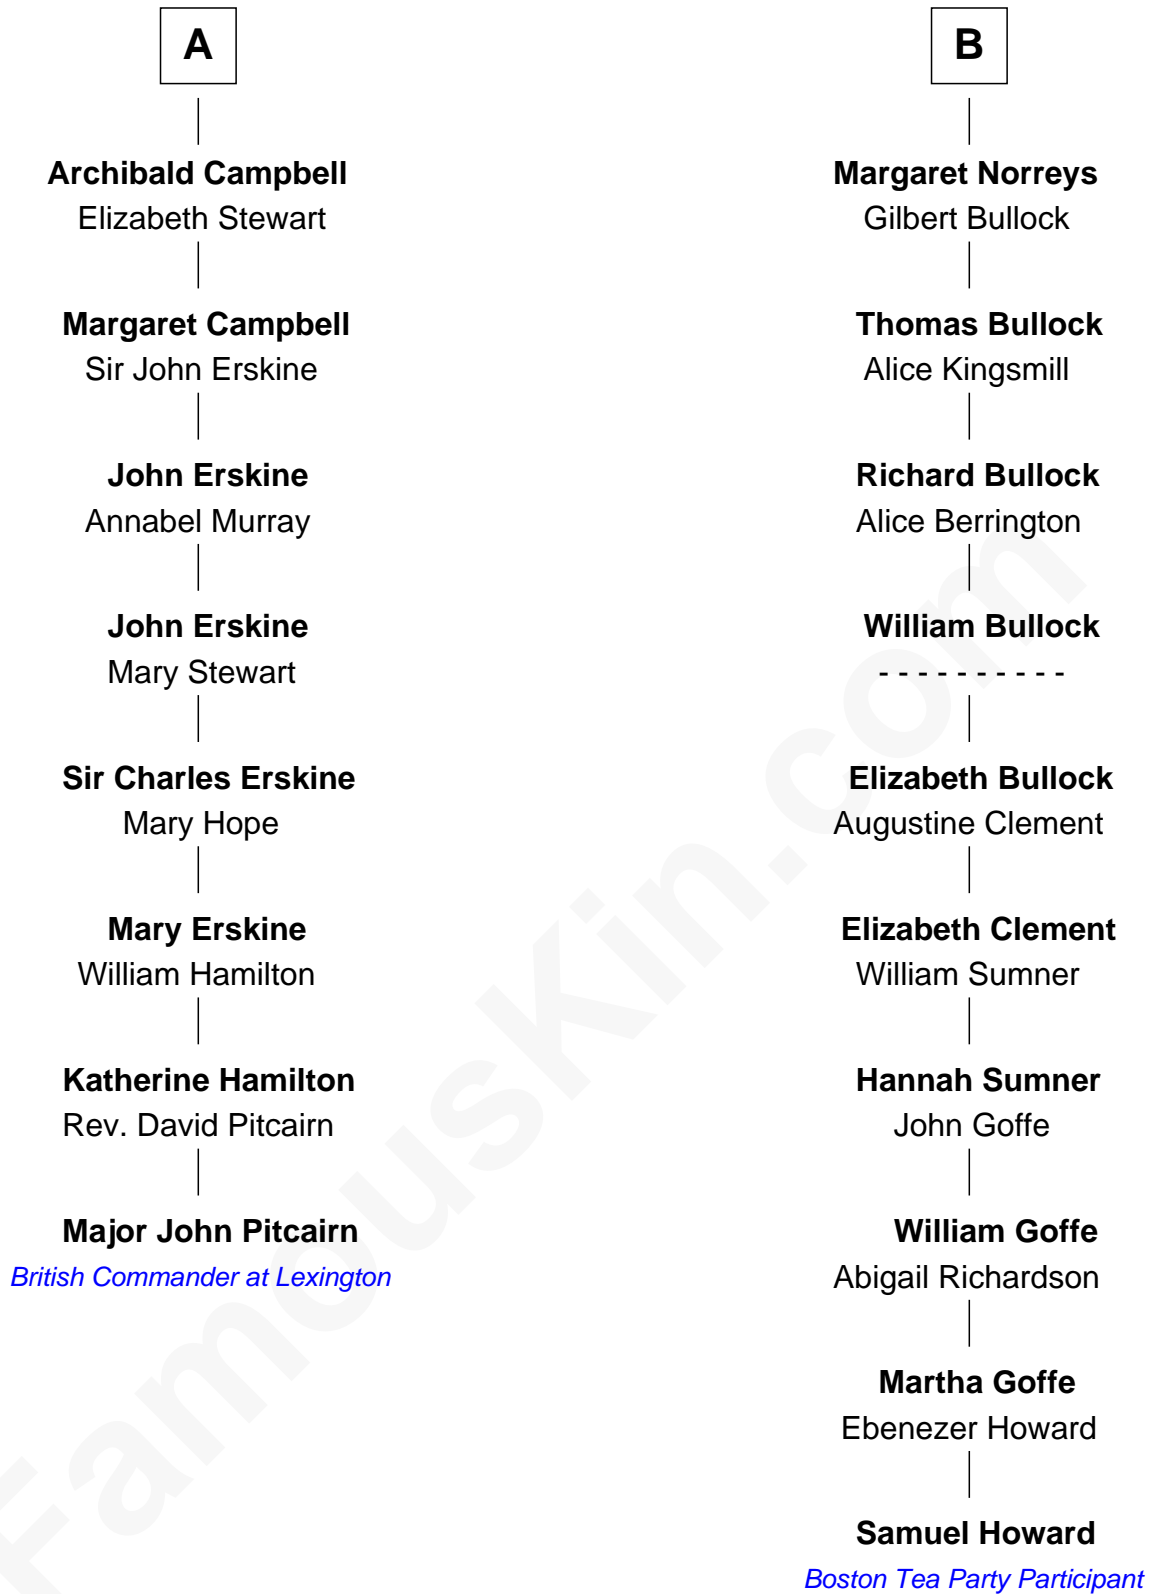 A
Archibald Campbell
Elizabeth Stewart
Margaret Campbell
Sir John Erskine
John Erskine
Annabel Murray
John Erskine
Mary Stewart
Sir Charles Erskine
Mary Hope
Mary Erskine
William Hamilton
Katherine Hamilton
Rev. David Pitcairn
Major John Pitcairn
British Commander at Lexington
B
Margaret Norreys
Gilbert Bullock
Thomas Bullock
Alice Kingsmill
Richard Bullock
Alice Berrington
William Bullock
- - - - - - - - - -
Elizabeth Bullock
Augustine Clement
Elizabeth Clement
William Sumner
Hannah Sumner
John Goffe
William Goffe
Abigail Richardson
Martha Goffe
Ebenezer Howard
Samuel Howard
Boston Tea Party Participant
FamousKin.com